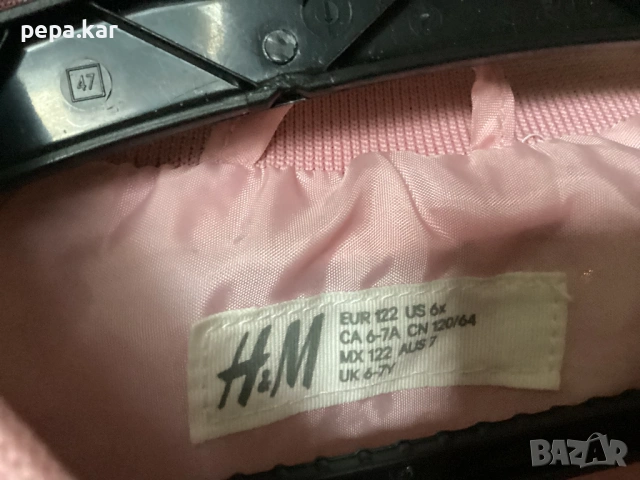 pepa.kar
47
H&M
EUR 122 US 6x
CA 6-7A CN 120/64
MX 122 AUS 7
UK 6-7Y
BAZAR